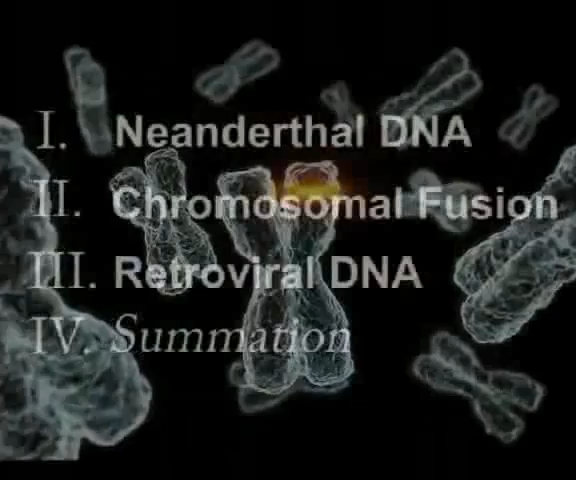 I. Neanderthal DNA
II. Chromosomal Fusion
III. Retroviral DNA
IV. Summation